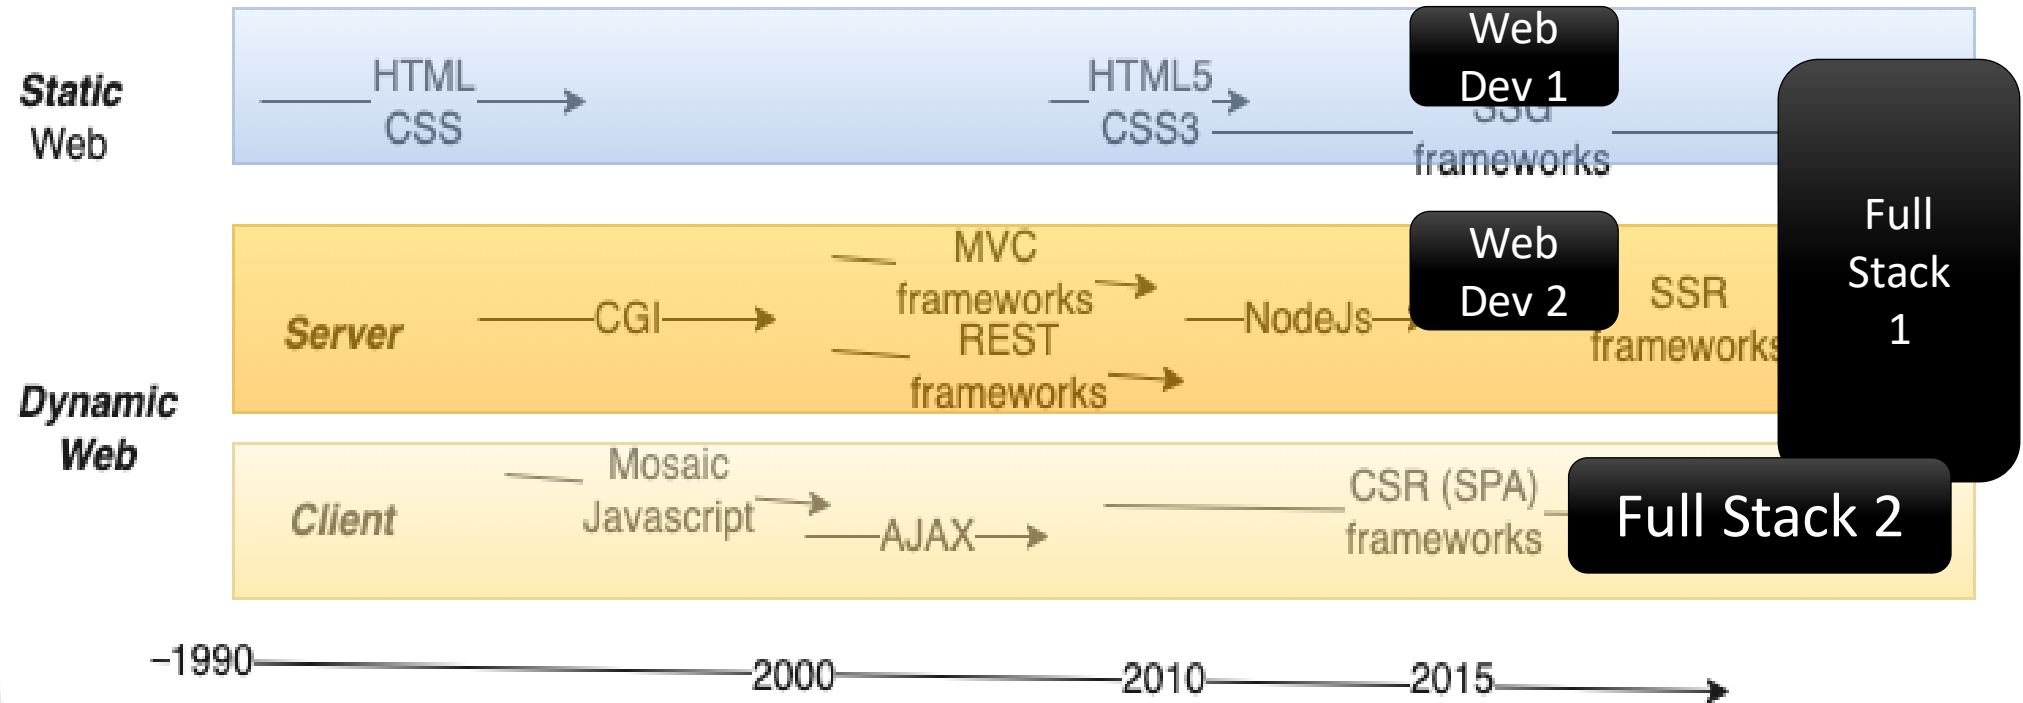 Static
Web
HTML
CSS
HTML5
CSS3
Web
Dev 1
SSG
frameworks
Full
Stack
1
Dynamic
Web
Server
CGI
MVC
frameworks
REST
frameworks
NodeJs
Web
Dev 2
SSR
frameworks
Client
Mosaic
Javascript
AJAX
CSR (SPA)
frameworks
Full Stack 2
~1990
2000
2010
2015